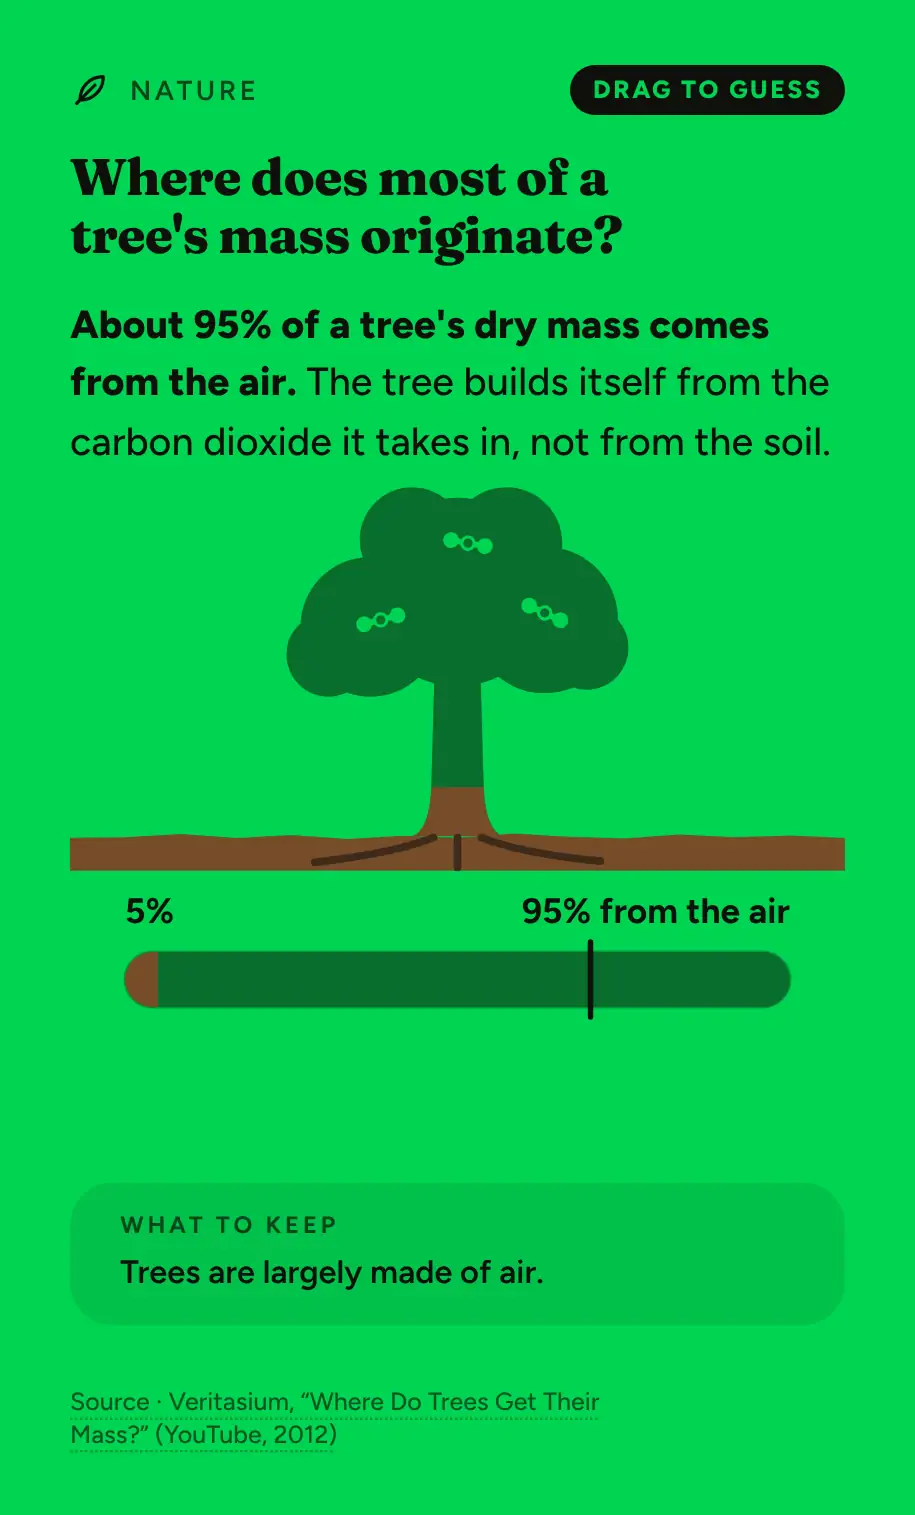 NATURE
DRAG TO GUESS
Where does most of a
tree's mass originate?
About 95% of a tree's dry mass comes
from the air. The tree builds itself from the
carbon dioxide it takes in, not from the soil.
5%
95% from the air
WHAT TO KEEP
Trees are largely made of air.
Source · Veritasium, “Where Do Trees Get Their
Mass?” (YouTube, 2012)